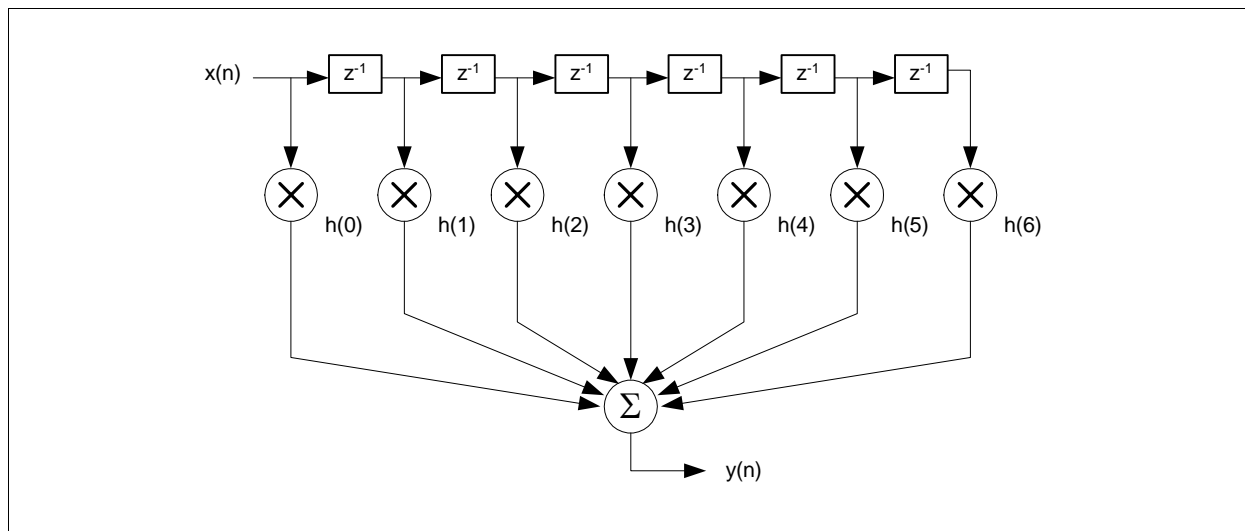 x(n) z⁻¹ z⁻¹ z⁻¹ z⁻¹ z⁻¹ z⁻¹
h(0) h(1) h(2) h(3) h(4) h(5) h(6)
Σ
y(n)